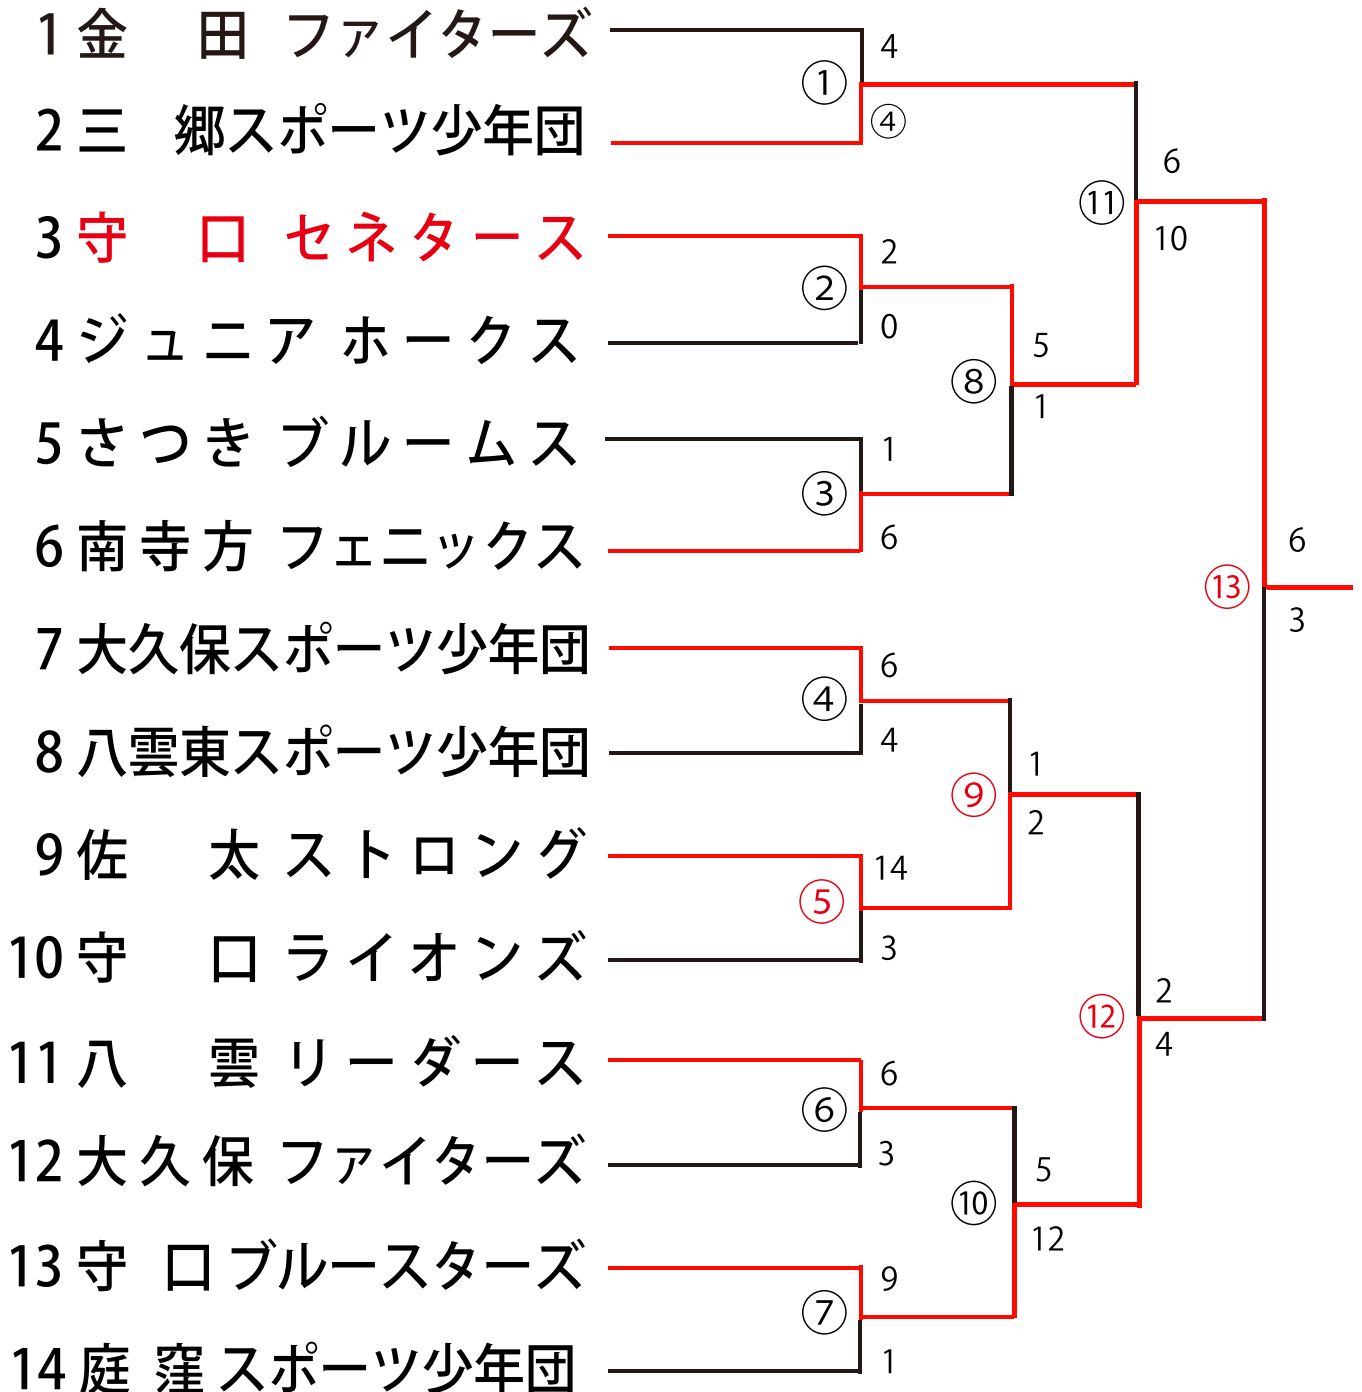 1 金 田 ファイターズ
2 三 郷スポーツ少年団
3 守 口 セネタース
4 ジュニア ホークス
5 さつき ブルームス
6 南寺方 フェニックス
7 大久保スポーツ少年団
8 八雲東スポーツ少年団
9 佐 太 ストロング
10 守 口 ライオンズ
11 八 雲 リーダース
12 大久保 ファイターズ
13 守 口 ブルースターズ
14 庭 窪 スポーツ少年団
4
①
④
2
②
0
1
③
6
6
④
4
14
⑤
3
6
⑥
3
9
⑦
1
5
⑧
1
1
⑨
2
5
⑩
12
6
⑪
10
2
⑫
4
6
⑬
3